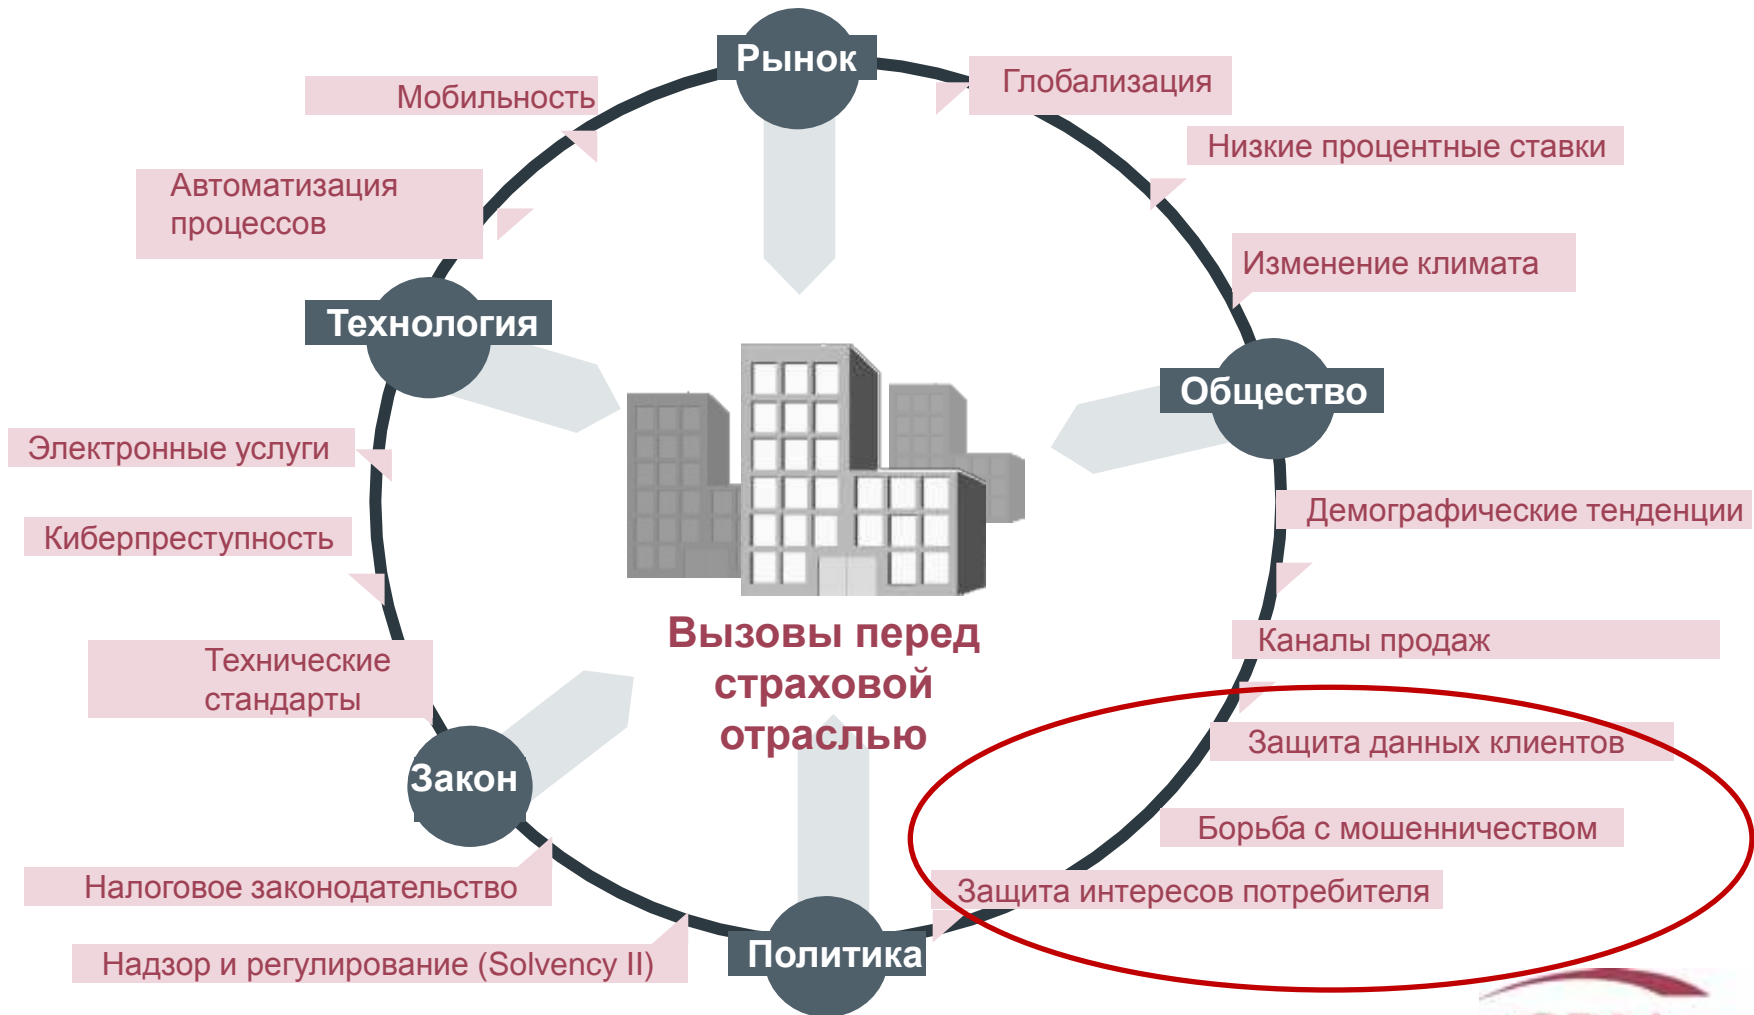 Рынок
Мобильность
Глобализация
Низкие процентные ставки
Автоматизация
процессов
Изменение климата
Технология
Общество
Электронные услуги
Демографические тенденции
Киберпреступность
Вызовы перед
страховой
отраслью
Каналы продаж
Технические
стандарты
Защита данных клиентов
Закон
Борьба с мошенничеством
Налоговое законодательство
Защита интересов потребителя
Политика
Надзор и регулирование (Solvency II)